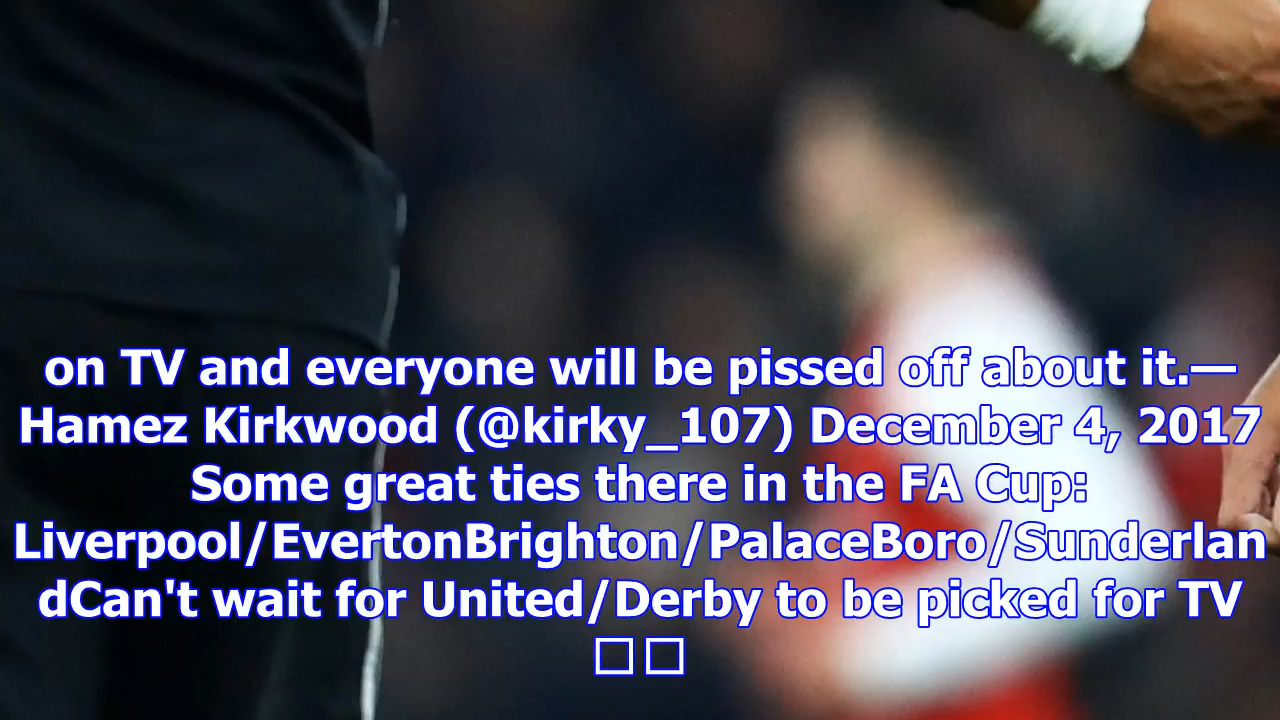 on TV and everyone will be pissed off about it.—
Hamez Kirkwood (@kirky_107) December 4, 2017
Some great ties there in the FA Cup:
Liverpool/EvertonBrighton/PalaceBoro/Sunderlan
dCan't wait for United/Derby to be picked for TV
□□